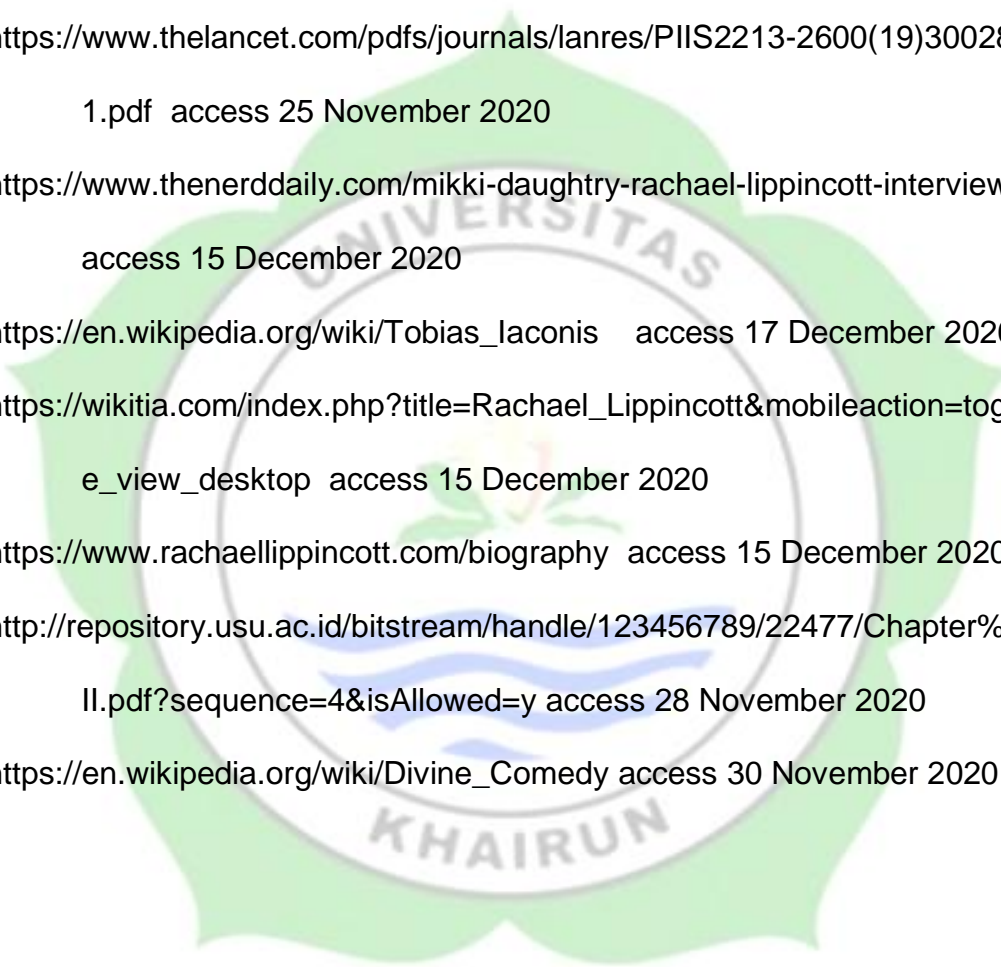 ttps://www.thelancet.com/pdfs/journals/lanres/PIIS2213-2600(19)30028
1.pdf access 25 November 2020
ttps://www.thenerddaily.com/mikki-daughtry-rachael-lippincott-interview
access 15 December 2020
ttps://en.wikipedia.org/wiki/Tobias_Iaconis access 17 December 2020
ttps://wikitia.com/index.php?title=Rachael_Lippincott&mobileaction=tog
e_view_desktop access 15 December 2020
ttps://www.rachaellippincott.com/biography access 15 December 2020
ttp://repository.usu.ac.id/bitstream/handle/123456789/22477/Chapter%
II.pdf?sequence=4&isAllowed=y access 28 November 2020
ttps://en.wikipedia.org/wiki/Divine_Comedy access 30 November 2020
UNIVERSITAS
KHAIRUN